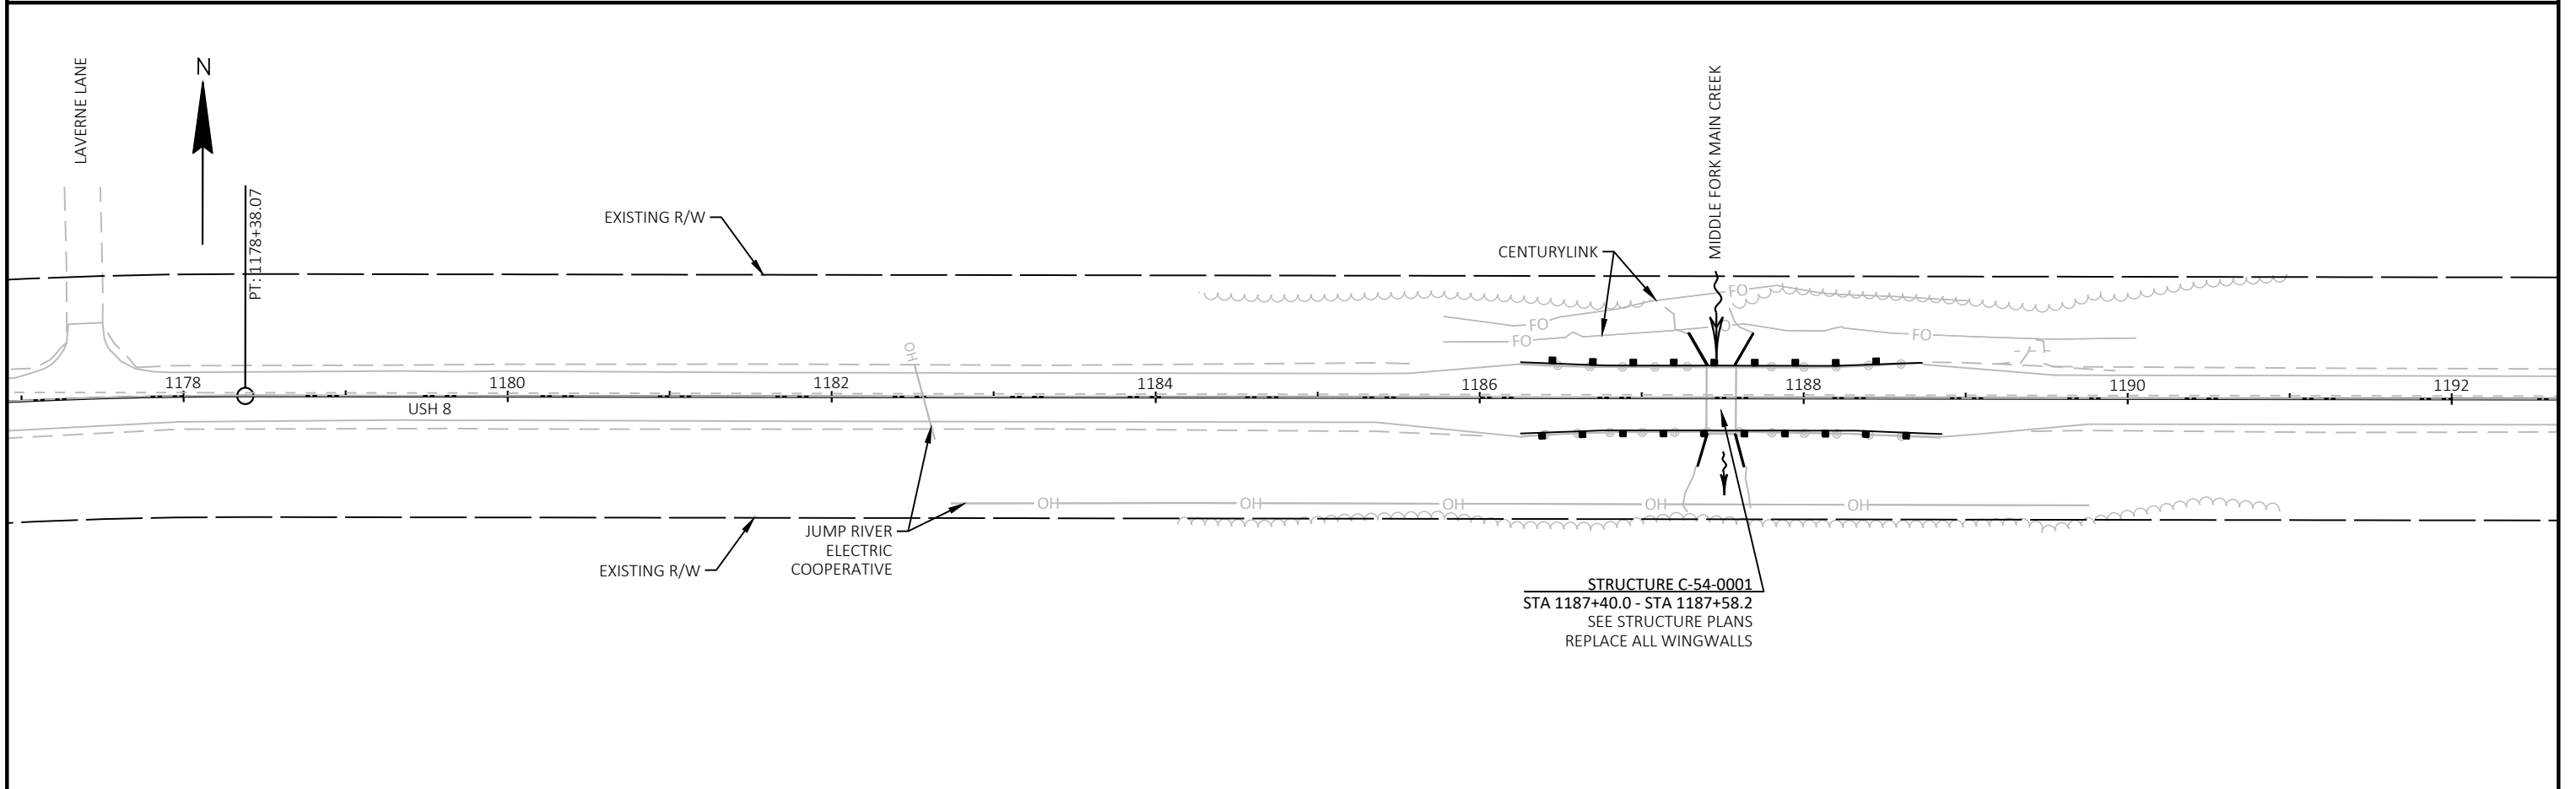 LAVERNE LANE
N
PT: 1178+38.07
EXISTING R/W
MIDDLE FORK MAIN CREEK
CENTURYLINK
FO
FO
FO
FO
FO
OH
1178
1180
1182
1184
1186
1188
1190
1192
USH 8
OH
OH
OH
OH
OH
JUMP RIVER
ELECTRIC
COOPERATIVE
EXISTING R/W
STRUCTURE C-54-0001
STA 1187+40.0 - STA 1187+58.2
SEE STRUCTURE PLANS
REPLACE ALL WINGWALLS